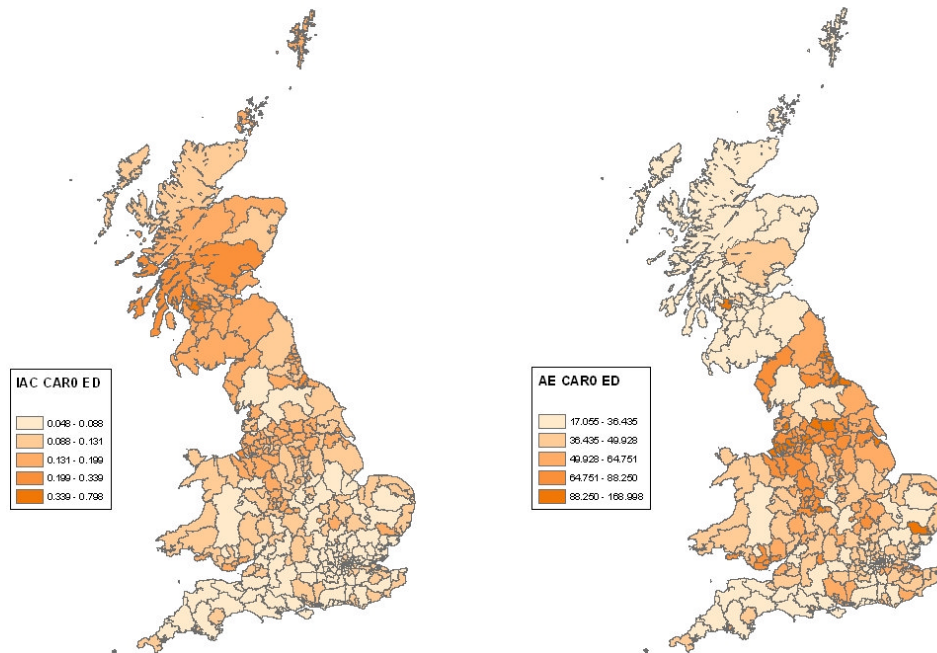 IAC CAR0 ED
0.048 - 0.088
0.088 - 0.131
0.131 - 0.199
0.199 - 0.339
0.339 - 0.798
AE CAR0 ED
17.055 - 36.435
36.435 - 49.928
49.928 - 64.751
64.751 - 88.250
88.250 - 168.998